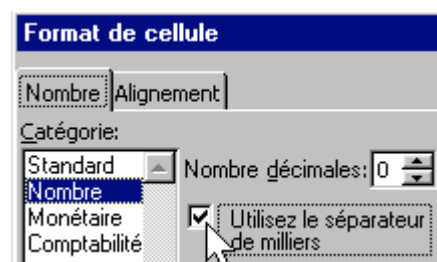 Format de cellule
Nombre Alignement
Catégorie:
Standard
Nombre
Monétaire
Comptabilité
Nombre décimales: 0
Utilisez le séparateur
de milliers